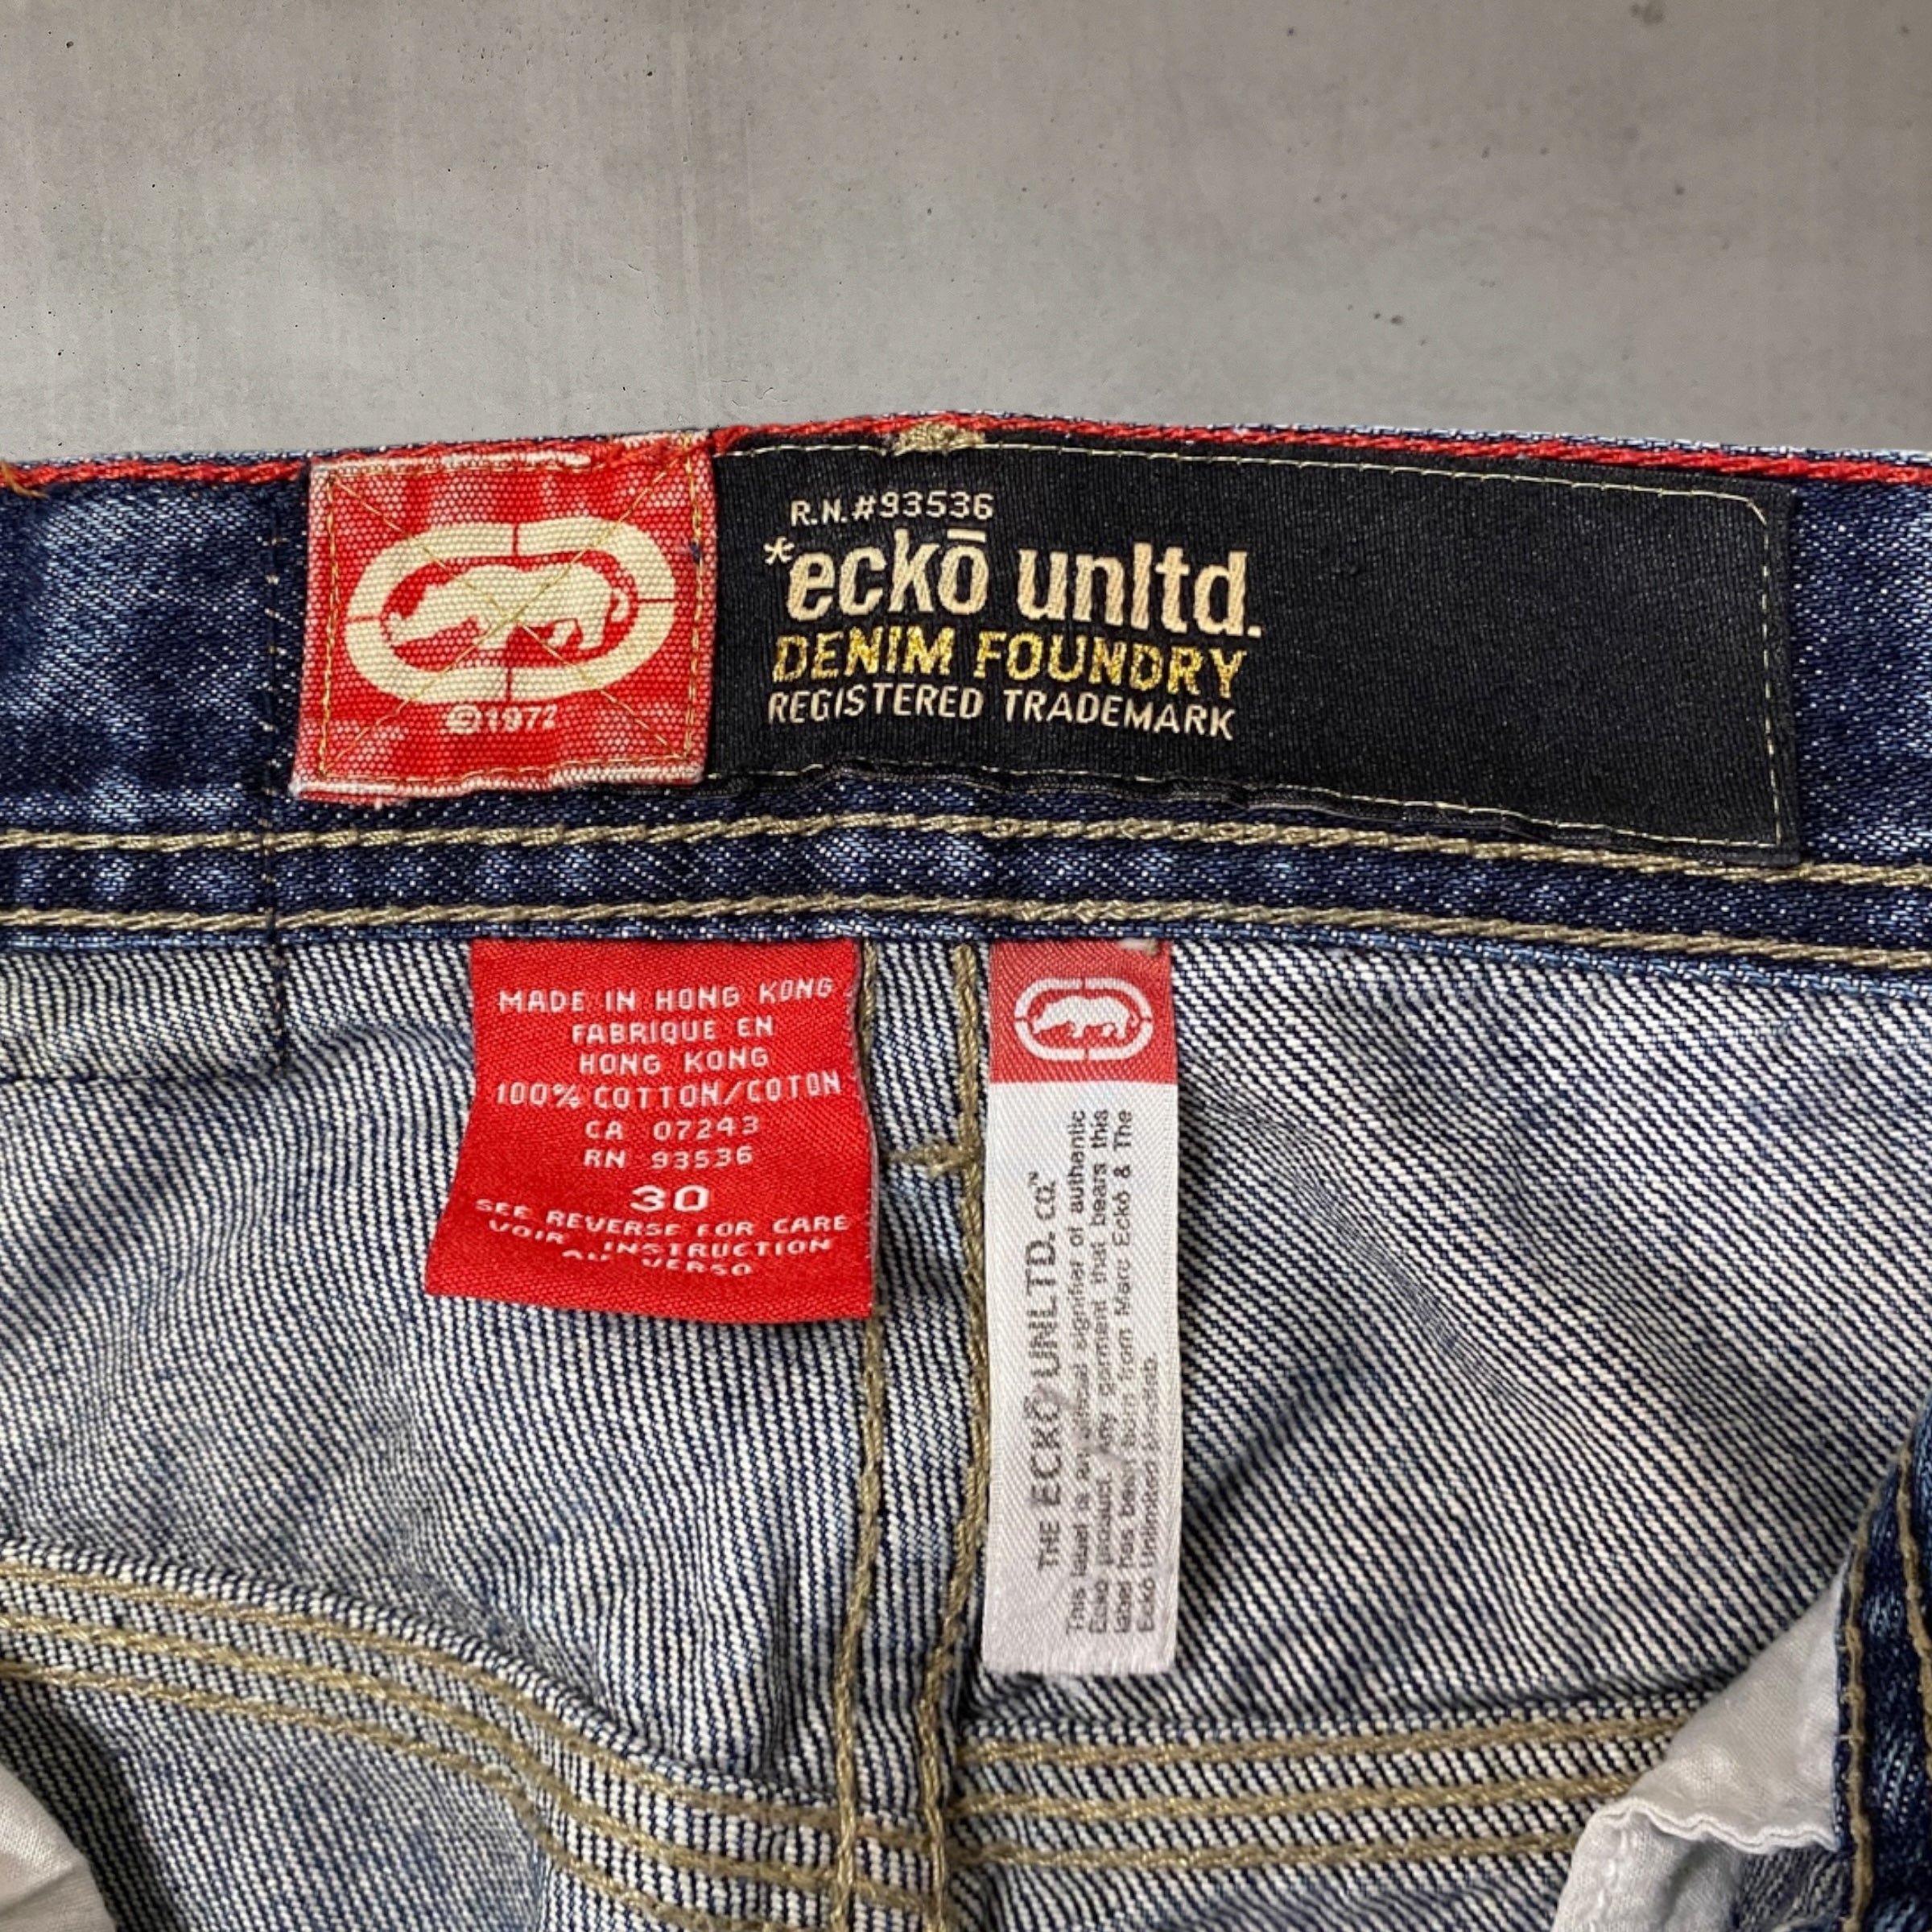 R.N.#93536
*eckō unltd.
DENIM FOUNDRY
REGISTERED TRADEMARK
©1972
MADE IN HONG KONG
FABRIQUE EN
HONG KONG
100% COTTON/COTON
CA 07243
RN 93536
30
SEE REVERSE FOR CARE
VOIR INSTRUCTION
AU VERSO
THE ECKŌ UNLTD. CO.™
This label is an official signifier of authentic
Ecko product. Any garment that bears this
label has been born from Marc Eckō & The
Eckō Unlimited Mfg.